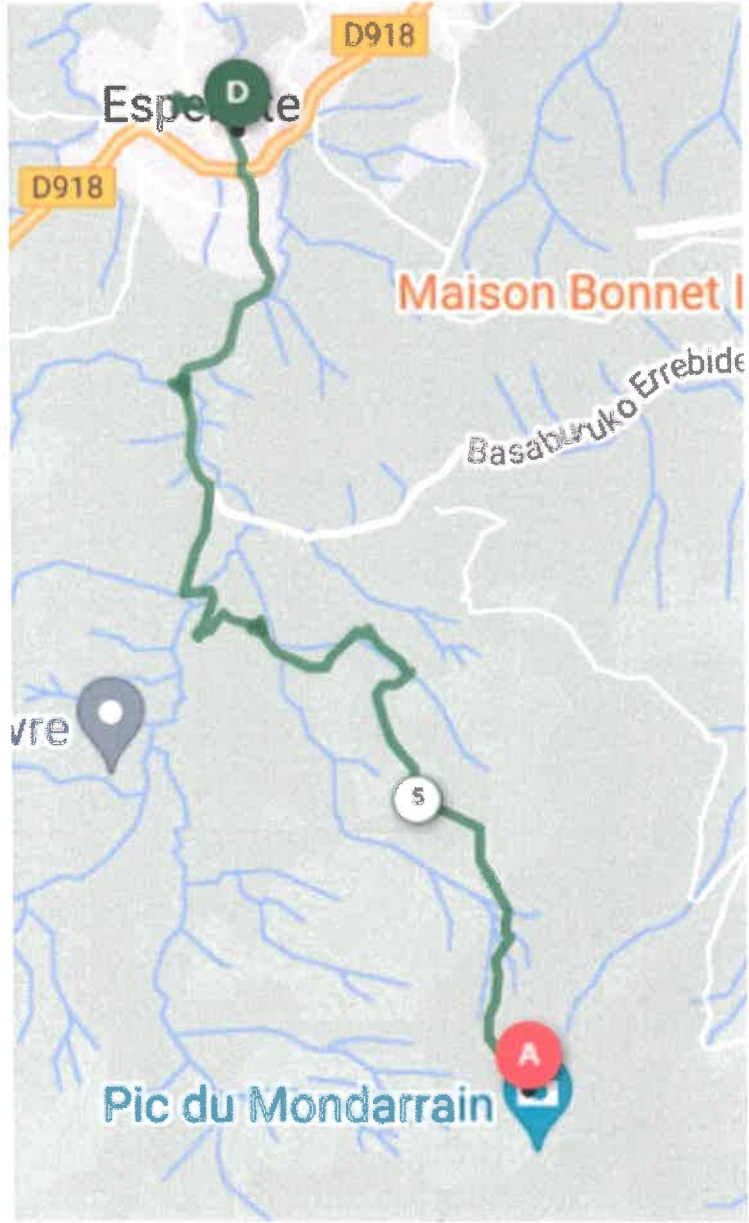 D918
D
D918
Maison Bonnet
Basaburuko Errebide
vre
5
A
Pic du Mondarrain